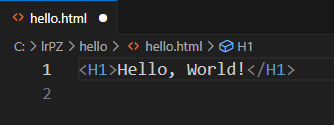 hello.html
C: > lrPZ > hello > hello.html > H1
1 <H1>Hello, World!</H1>
2